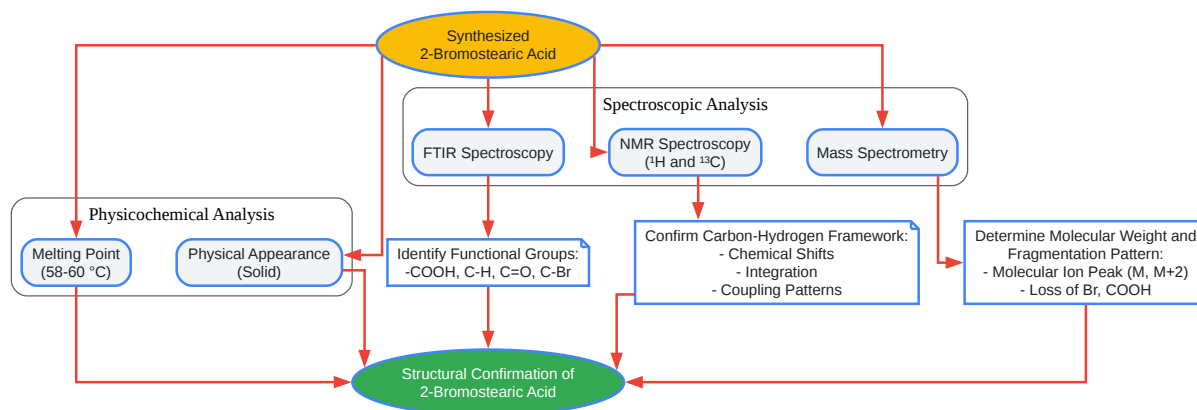 Synthesized
2-Bromostearic Acid
Spectroscopic Analysis
FTIR Spectroscopy
NMR Spectroscopy
(¹H and ¹³C)
Mass Spectrometry
Physicochemical Analysis
Melting Point
(58-60 °C)
Physical Appearance
(Solid)
Identify Functional Groups:
-COOH, C-H, C=O, C-Br
Confirm Carbon-Hydrogen Framework:
- Chemical Shifts
- Integration
- Coupling Patterns
Determine Molecular Weight and
Fragmentation Pattern:
- Molecular Ion Peak (M, M+2)
- Loss of Br, COOH
Structural Confirmation of
2-Bromostearic Acid